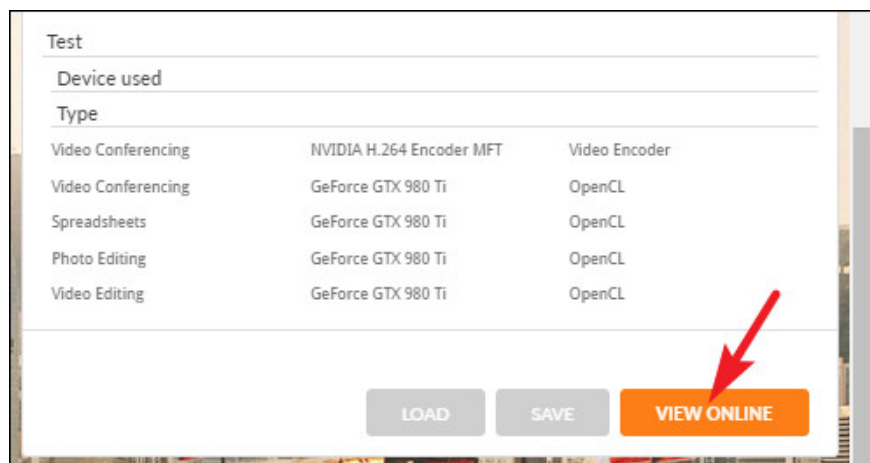 Test
Device used
Type
Video Conferencing NVIDIA H.264 Encoder MFT Video Encoder
Video Conferencing GeForce GTX 980 Ti OpenCL
Spreadsheets GeForce GTX 980 Ti OpenCL
Photo Editing GeForce GTX 980 Ti OpenCL
Video Editing GeForce GTX 980 Ti OpenCL
LOAD SAVE VIEW ONLINE